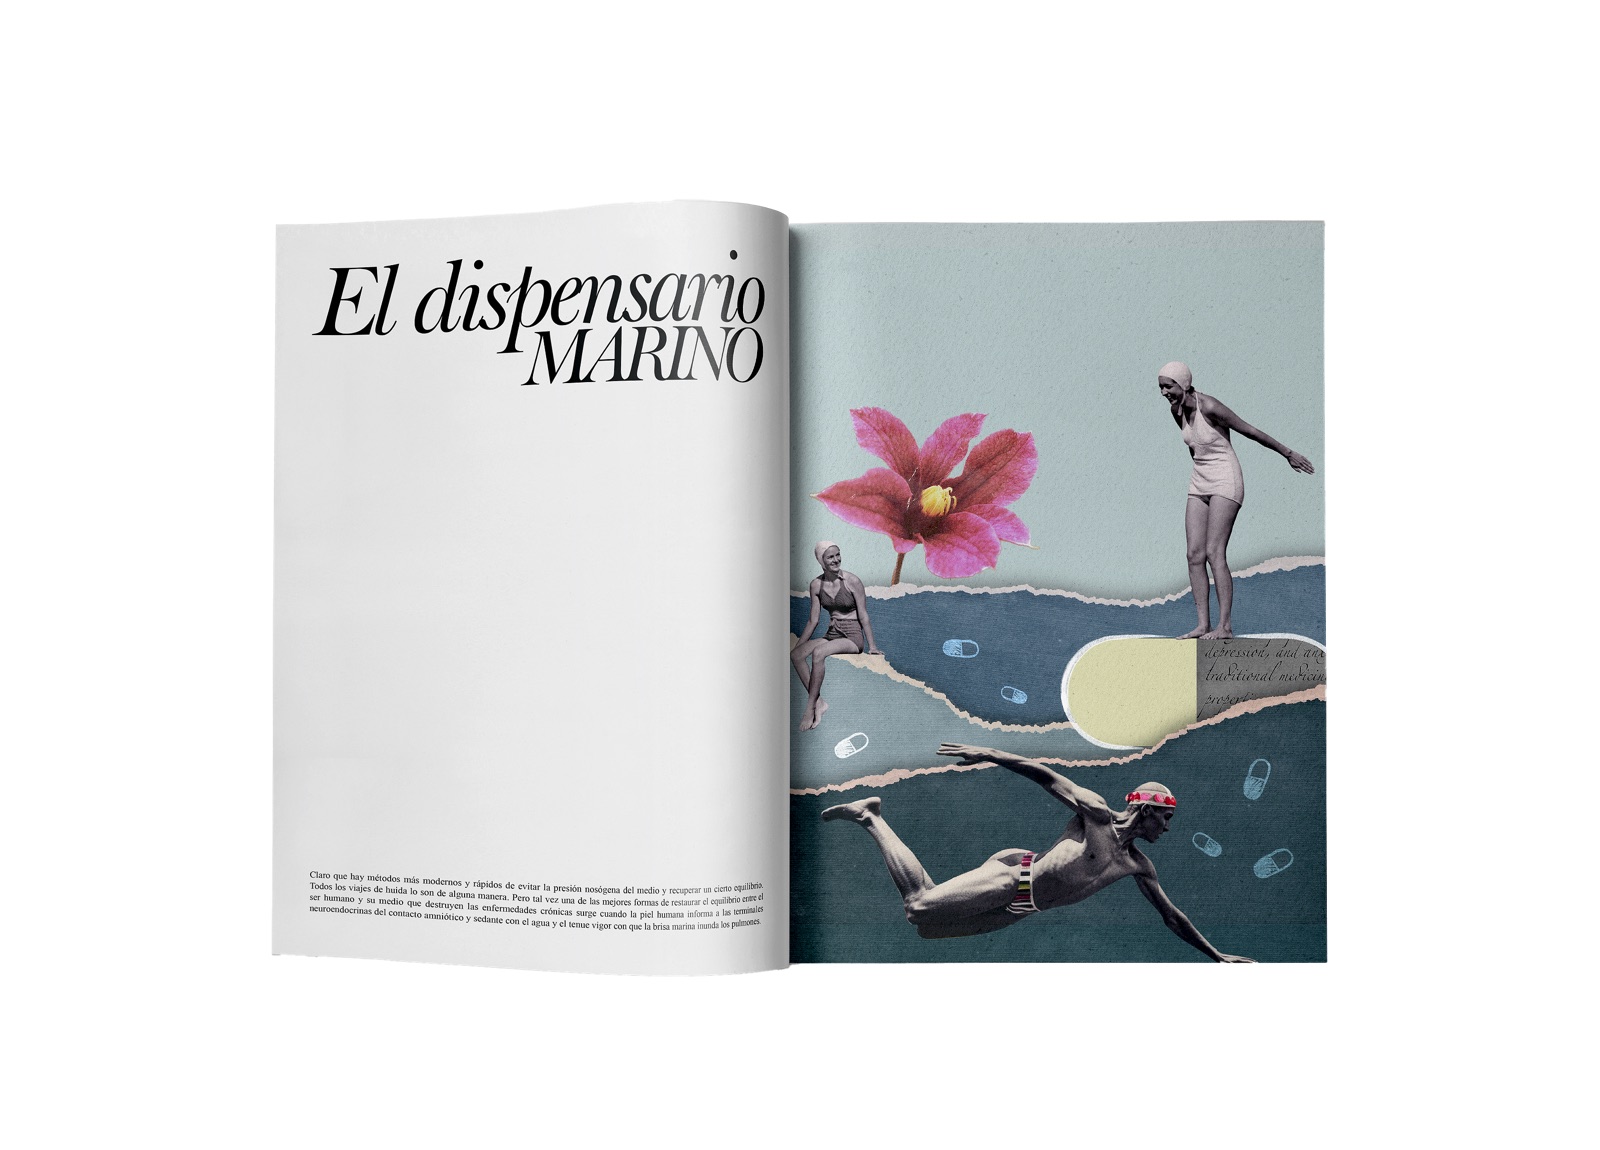 El dispensario
MARINO
Claro que hay métodos más modernos y rápidos de evitar la presión nosógena del medio y recuperar un cierto equilibrio.
Todos los viajes de huida lo son de alguna manera. Pero tal vez una de las mejores formas de restaurar el equilibrio entre el
ser humano y su medio que destruyen las enfermedades crónicas surge cuando la piel humana informa a las terminales
neuroendocrinas del contacto amniótico y sedante con el agua y el tenue vigor con que la brisa marina inunda los pulmones.
depression, and anx
traditional medicin
propert